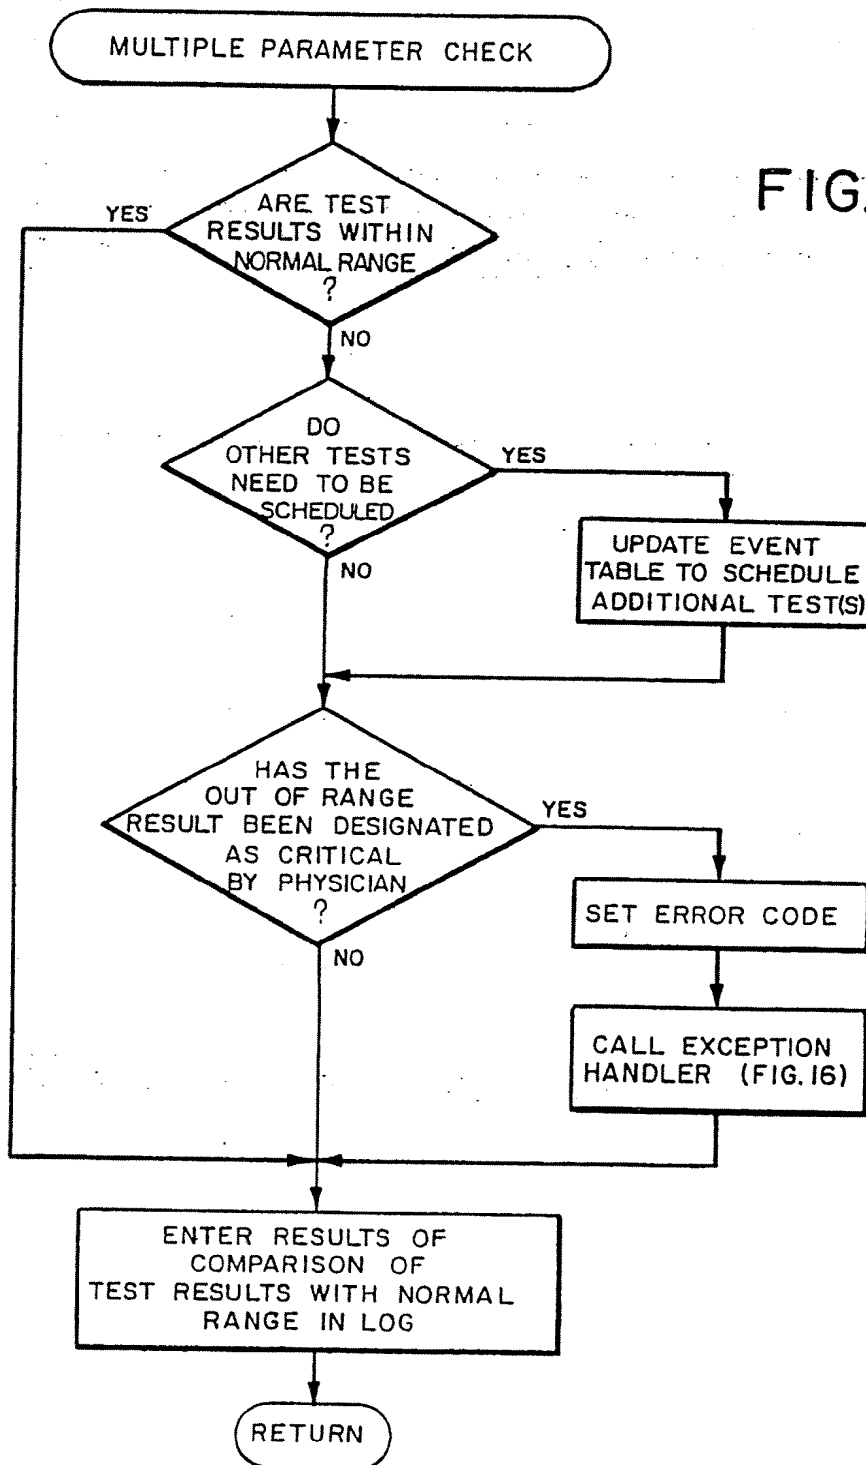 MULTIPLE PARAMETER CHECK
FIG.
ARE TEST
RESULTS WITHIN
NORMAL RANGE
?
YES
NO
DO
OTHER TESTS
NEED TO BE
SCHEDULED
?
YES
NO
UPDATE EVENT
TABLE TO SCHEDULE
ADDITIONAL TEST(S)
HAS THE
OUT OF RANGE
RESULT BEEN DESIGNATED
AS CRITICAL
BY PHYSICIAN
?
YES
NO
SET ERROR CODE
CALL EXCEPTION
HANDLER (FIG. 16)
ENTER RESULTS OF
COMPARISON OF
TEST RESULTS WITH NORMAL
RANGE IN LOG
RETURN